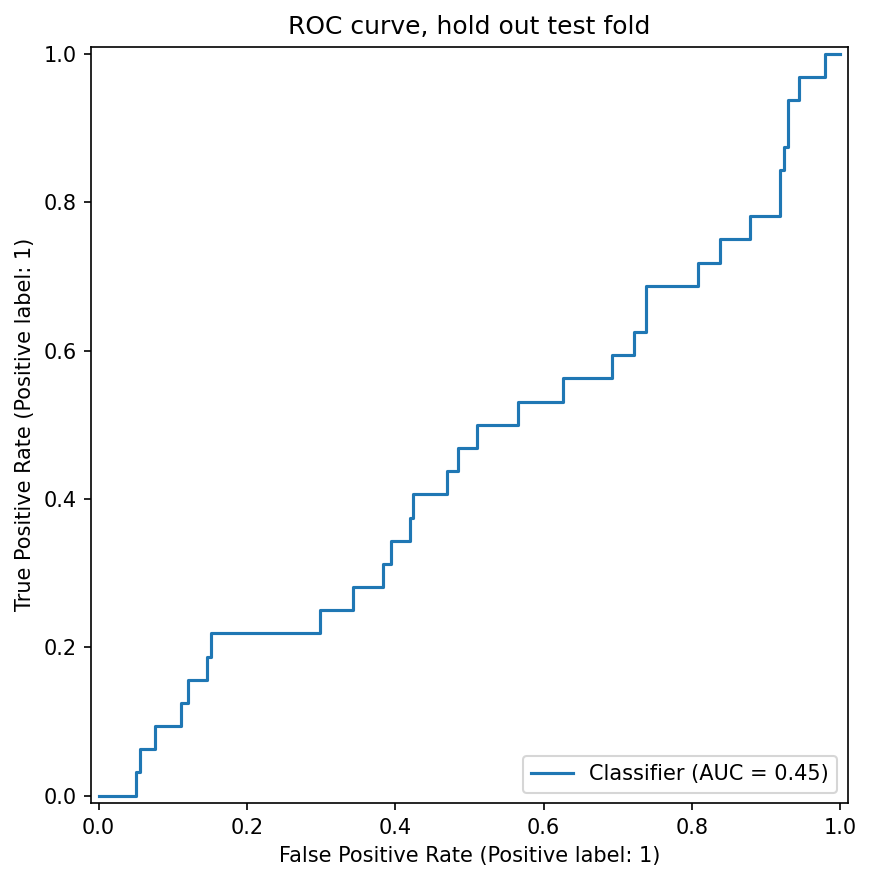 ROC curve, hold out test fold
1.0
0.8
0.6
0.4
0.2
0.0
True Positive Rate (Positive label: 1)
Classifier (AUC = 0.45)
0.0 0.2 0.4 0.6 0.8 1.0
False Positive Rate (Positive label: 1)